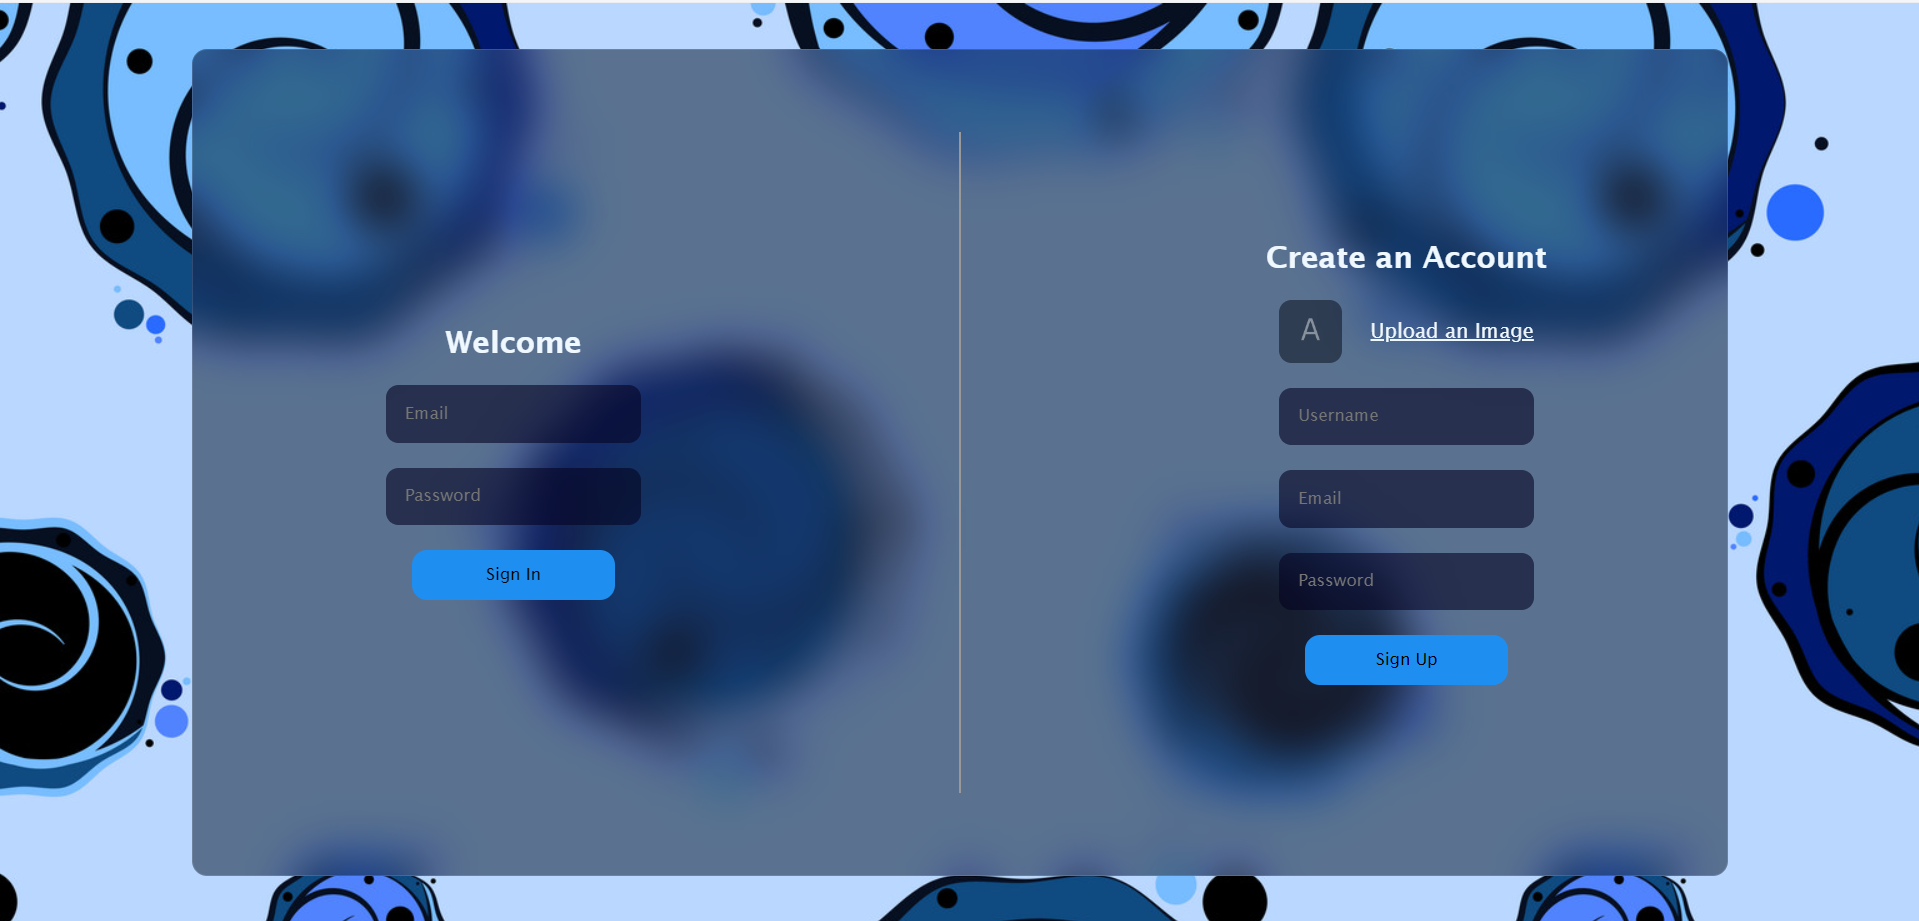 Welcome
Email
Password
Sign In
Create an Account
A
Upload an Image
Username
Email
Password
Sign Up